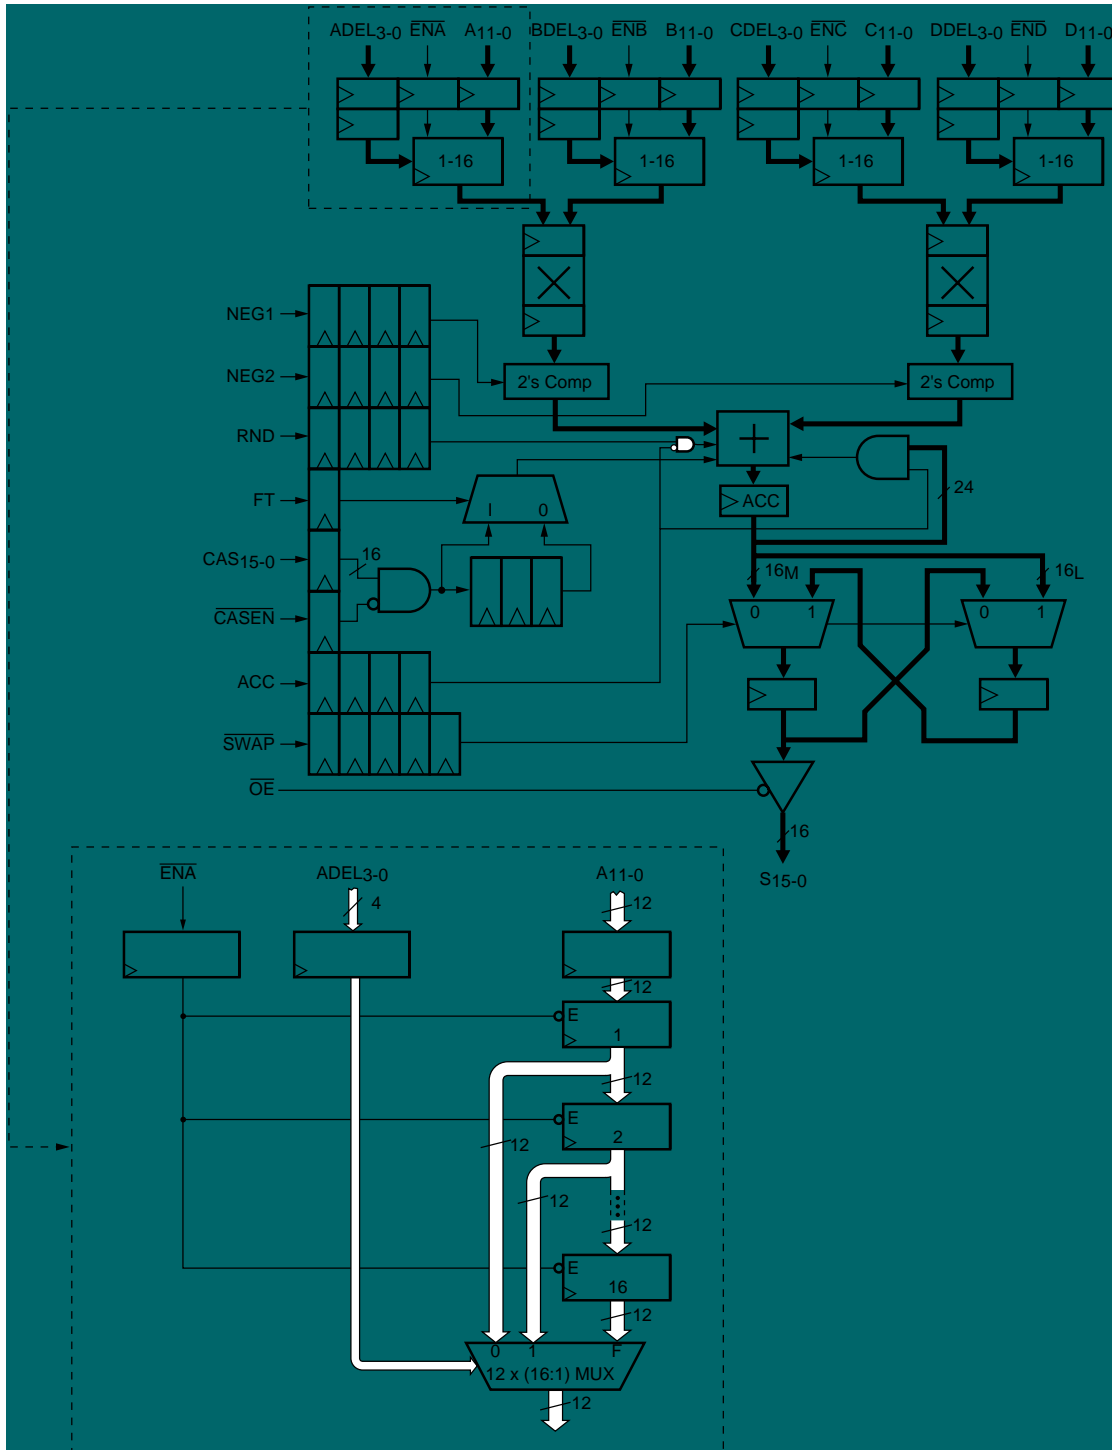 ADEL3-0 ENA A11-0 BDEL3-0 ENB B11-0 CDEL3-0 ENC C11-0 DDEL3-0 END D11-0
1-16 1-16 1-16 1-16
NEG1
NEG2
2's Comp 2's Comp
RND
FT
I 0
ACC
24
CAS15-0
16
16M 16L
0 1 0 1
CASEN
ACC
SWAP
OE
16
S15-0
ENA ADEL3-0 A11-0
4 12
12
E
1
12
E
2
12
12
12
E
16
12
0 1 F
12 x (16:1) MUX
12